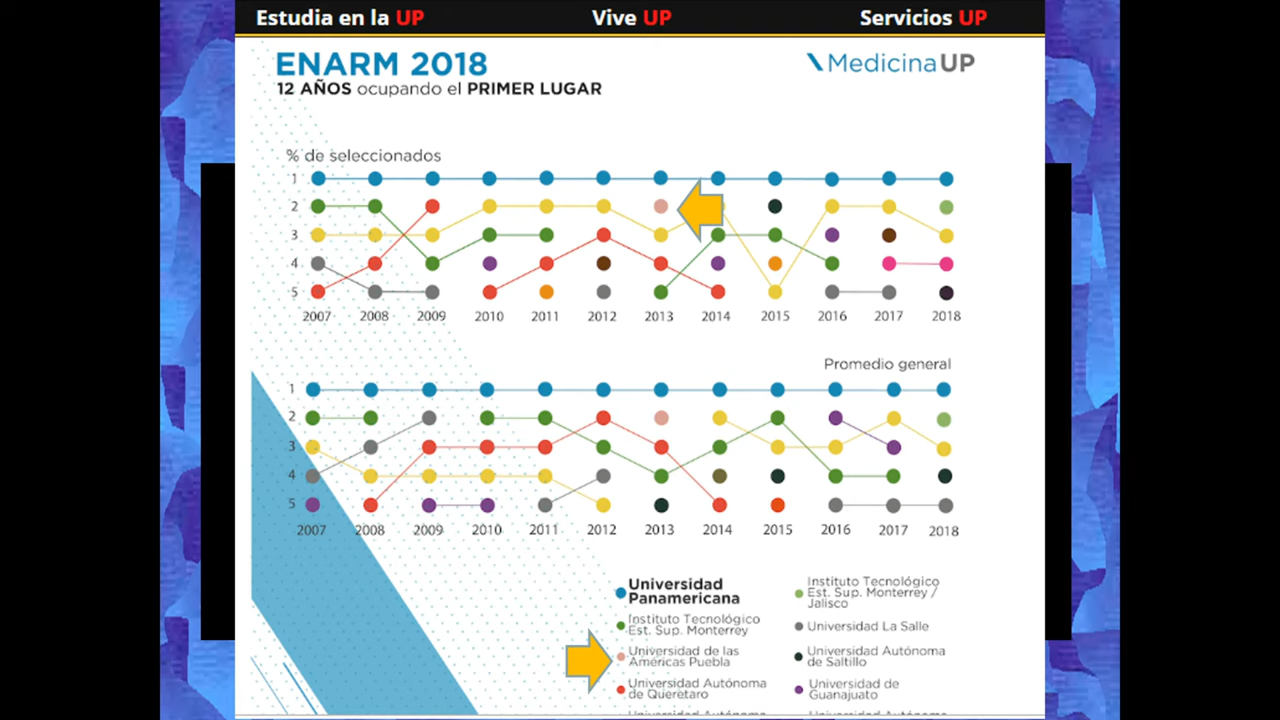 Estudia en la UP
Vive UP
Servicios UP
ENARM 2018
12 AÑOS ocupando el PRIMER LUGAR
MedicinaUP
% de seleccionados
1
2
3
4
5
2007 2008 2009 2010 2011 2012 2013 2014 2015 2016 2017 2018
Promedio general
1
2
3
4
5
2007 2008 2009 2010 2011 2012 2013 2014 2015 2016 2017 2018
Universidad
Panamericana
Instituto Tecnológico
Est. Sup. Monterrey
Universidad de las
Américas Puebla
Universidad Autónoma
de Querétaro
Instituto Tecnológico
Est. Sup. Monterrey /
Jalisco
Universidad La Salle
Universidad Autónoma
de Saltillo
Universidad de
Guanajuato